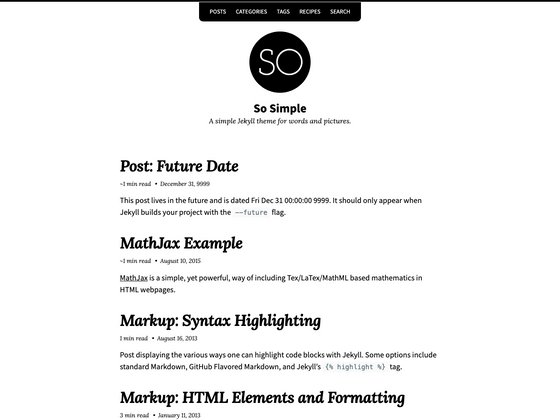 POSTS CATEGORIES TAGS RECIPES SEARCH
SO
So Simple
A simple Jekyll theme for words and pictures.
Post: Future Date
~1 min read • December 31, 9999
This post lives in the future and is dated Fri Dec 31 00:00:00 9999. It should only appear when
Jekyll builds your project with the --future flag.
MathJax Example
~1 min read • August 10, 2015
MathJax is a simple, yet powerful, way of including Tex/LaTex/MathML based mathematics in
HTML webpages.
Markup: Syntax Highlighting
1 min read • August 16, 2013
Post displaying the various ways one can highlight code blocks with Jekyll. Some options include
standard Markdown, GitHub Flavored Markdown, and Jekyll's {% highlight %} tag.
Markup: HTML Elements and Formatting
3 min read • January 11, 2013